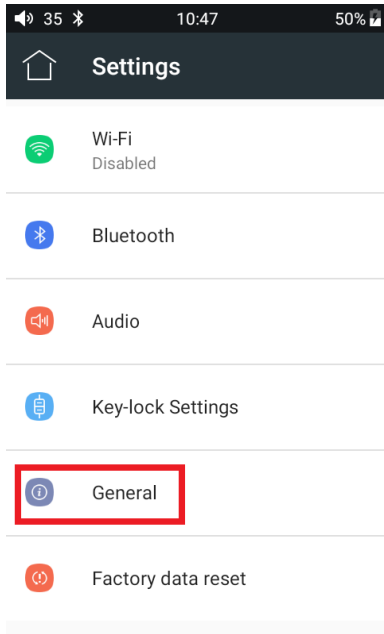 35 10:47 50%
Settings
Wi-Fi
Disabled
Bluetooth
Audio
Key-lock Settings
General
Factory data reset